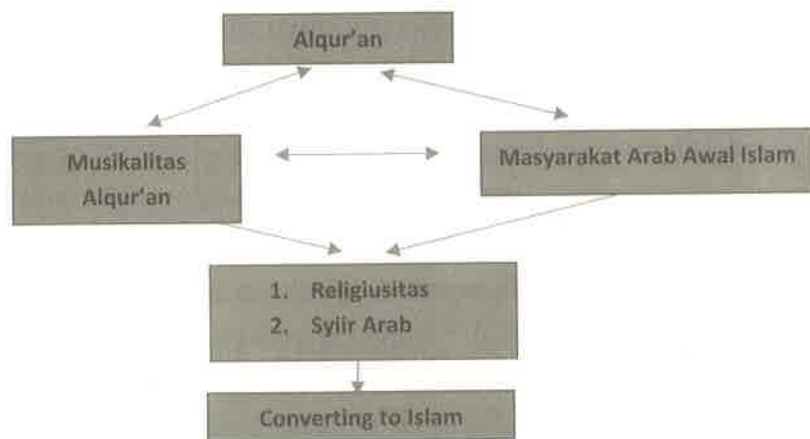 Alqur'an
Musikalitas
Alqur'an
Masyarakat Arab Awal Islam
1. Religiusitas
2. Syiir Arab
Converting to Islam